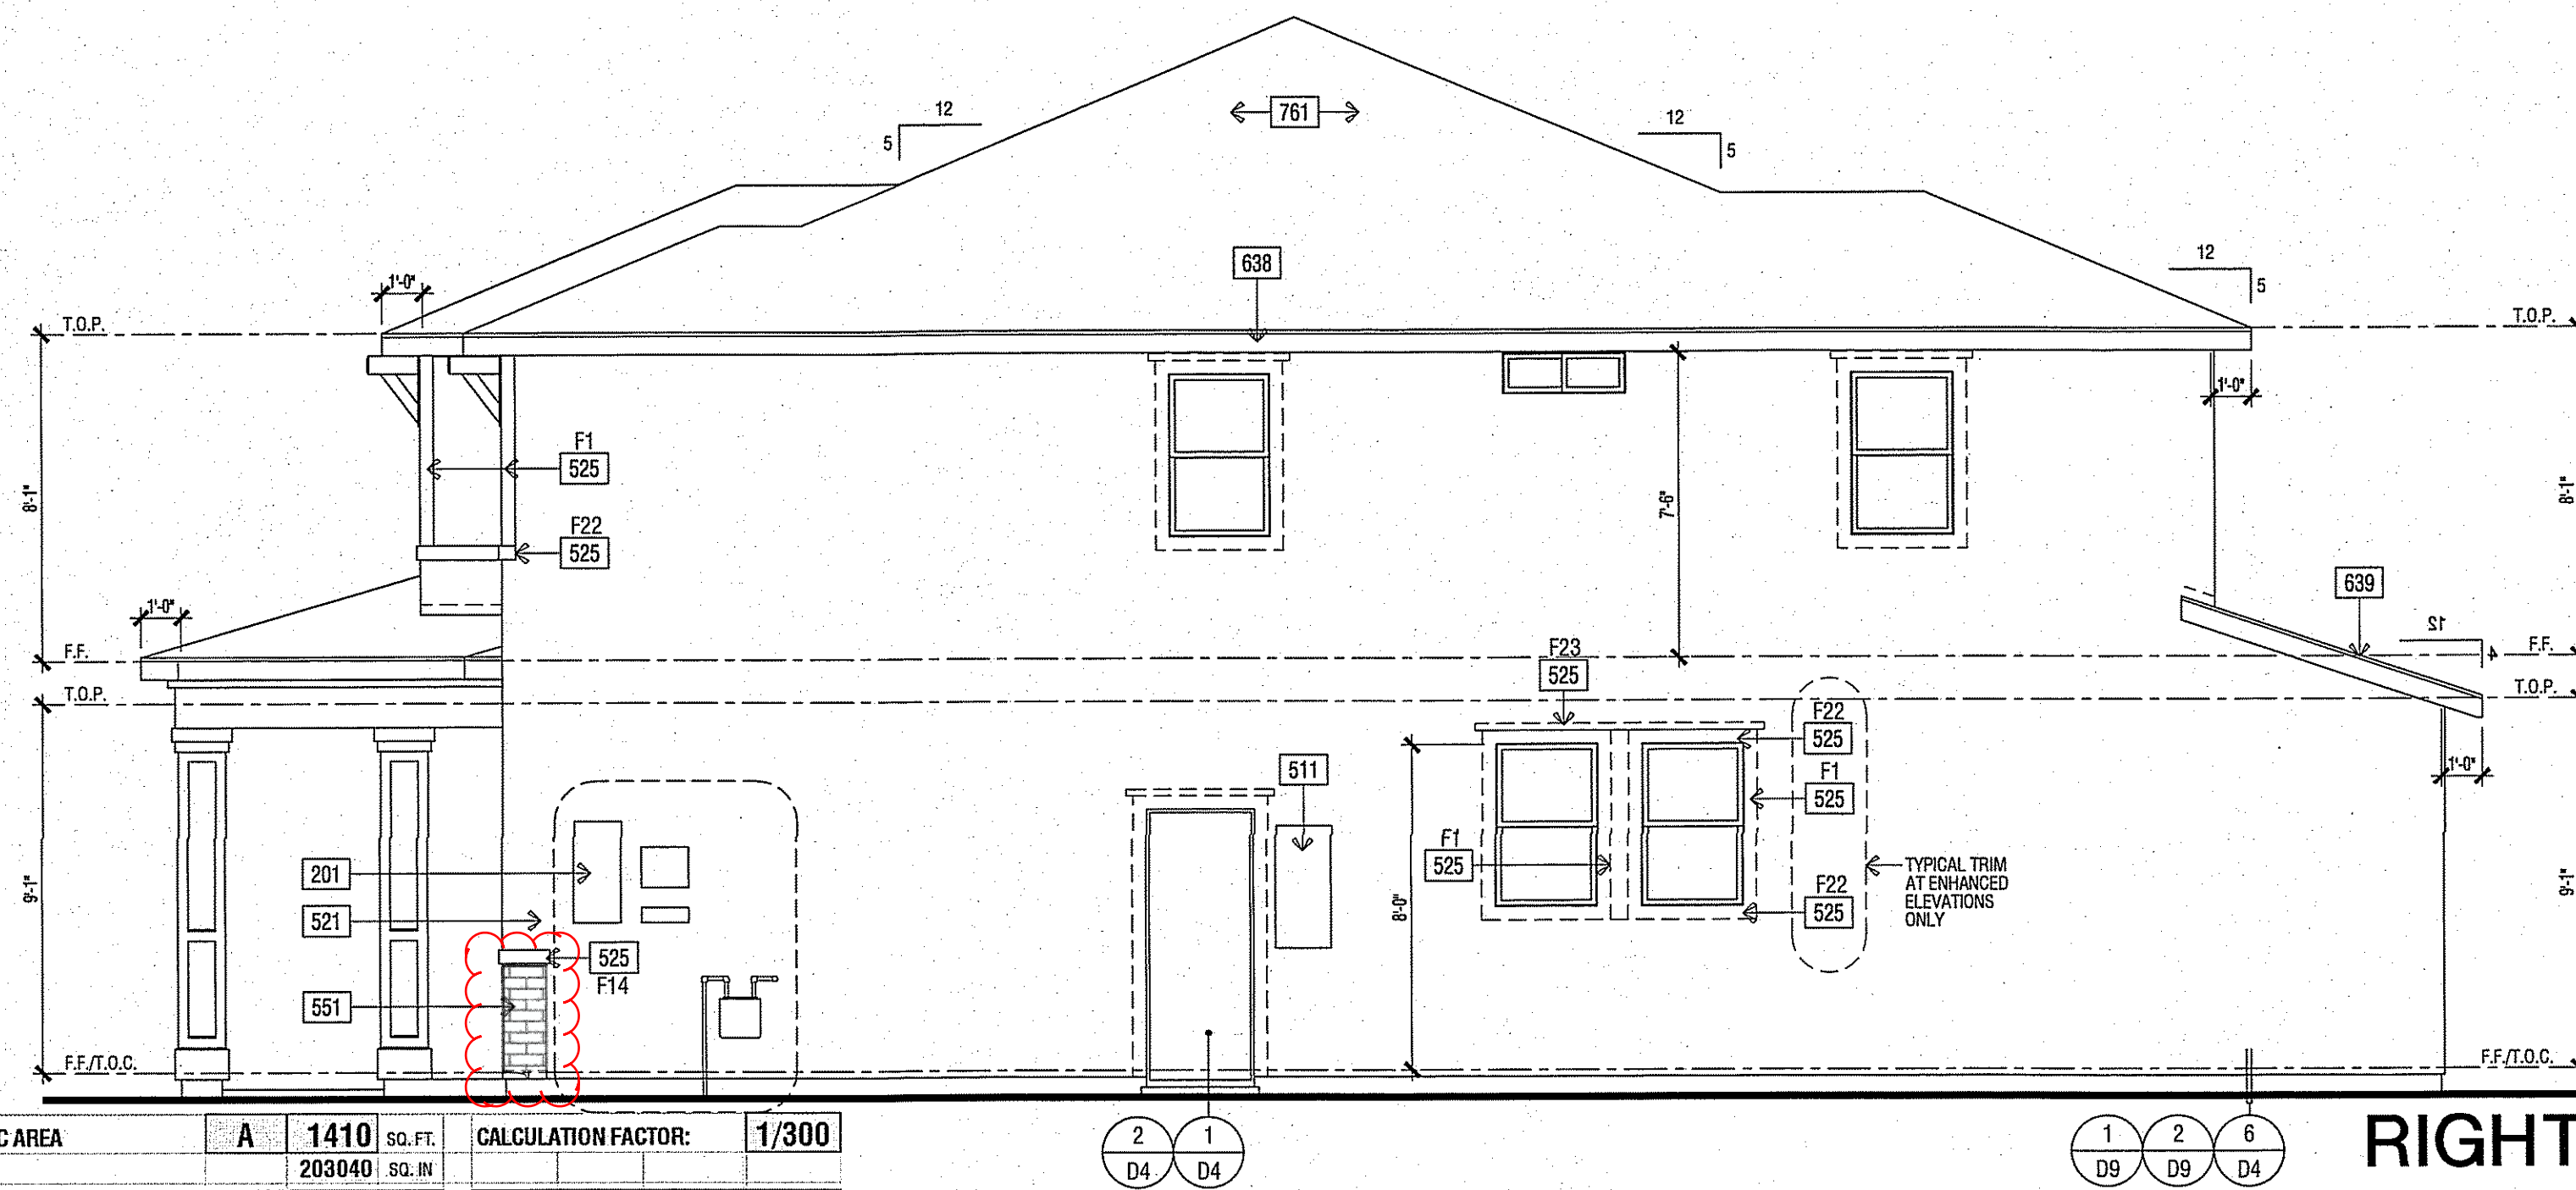 761
12
5
12
5
638
12
5
1'-0"
T.O.P.
T.O.P.
1'-0"
F1
525
8'-1"
7'-6"
8'-1"
F22
525
639
1'-0"
12
4
F.F.
F.F.
F23
525
T.O.P.
T.O.P.
F22
525
511
1'-0"
F1
525
F1
525
201
9'-1"
8'-0"
9'-1"
TYPICAL TRIM
AT ENHANCED
ELEVATIONS
ONLY
F22
525
521
525
F14
551
F.F./T.O.C.
F.F./T.O.C.
C AREA A 1410 SQ. FT. CALCULATION FACTOR: 1/300
203040 SQ. IN
2
D4
1
D4
1
D9
2
D9
6
D4
RIGHT